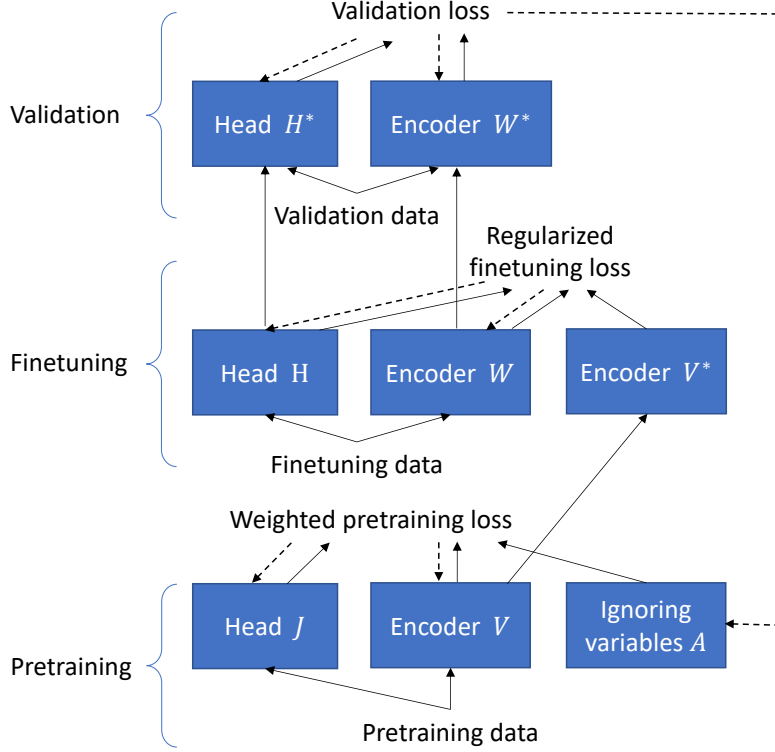 Validation loss
Validation
Head H*
Encoder W*
Validation data
Regularized
finetuning loss
Finetuning
Head H
Encoder W
Encoder V*
Finetuning data
Weighted pretraining loss
Pretraining
Head J
Encoder V
Ignoring
variables A
Pretraining data